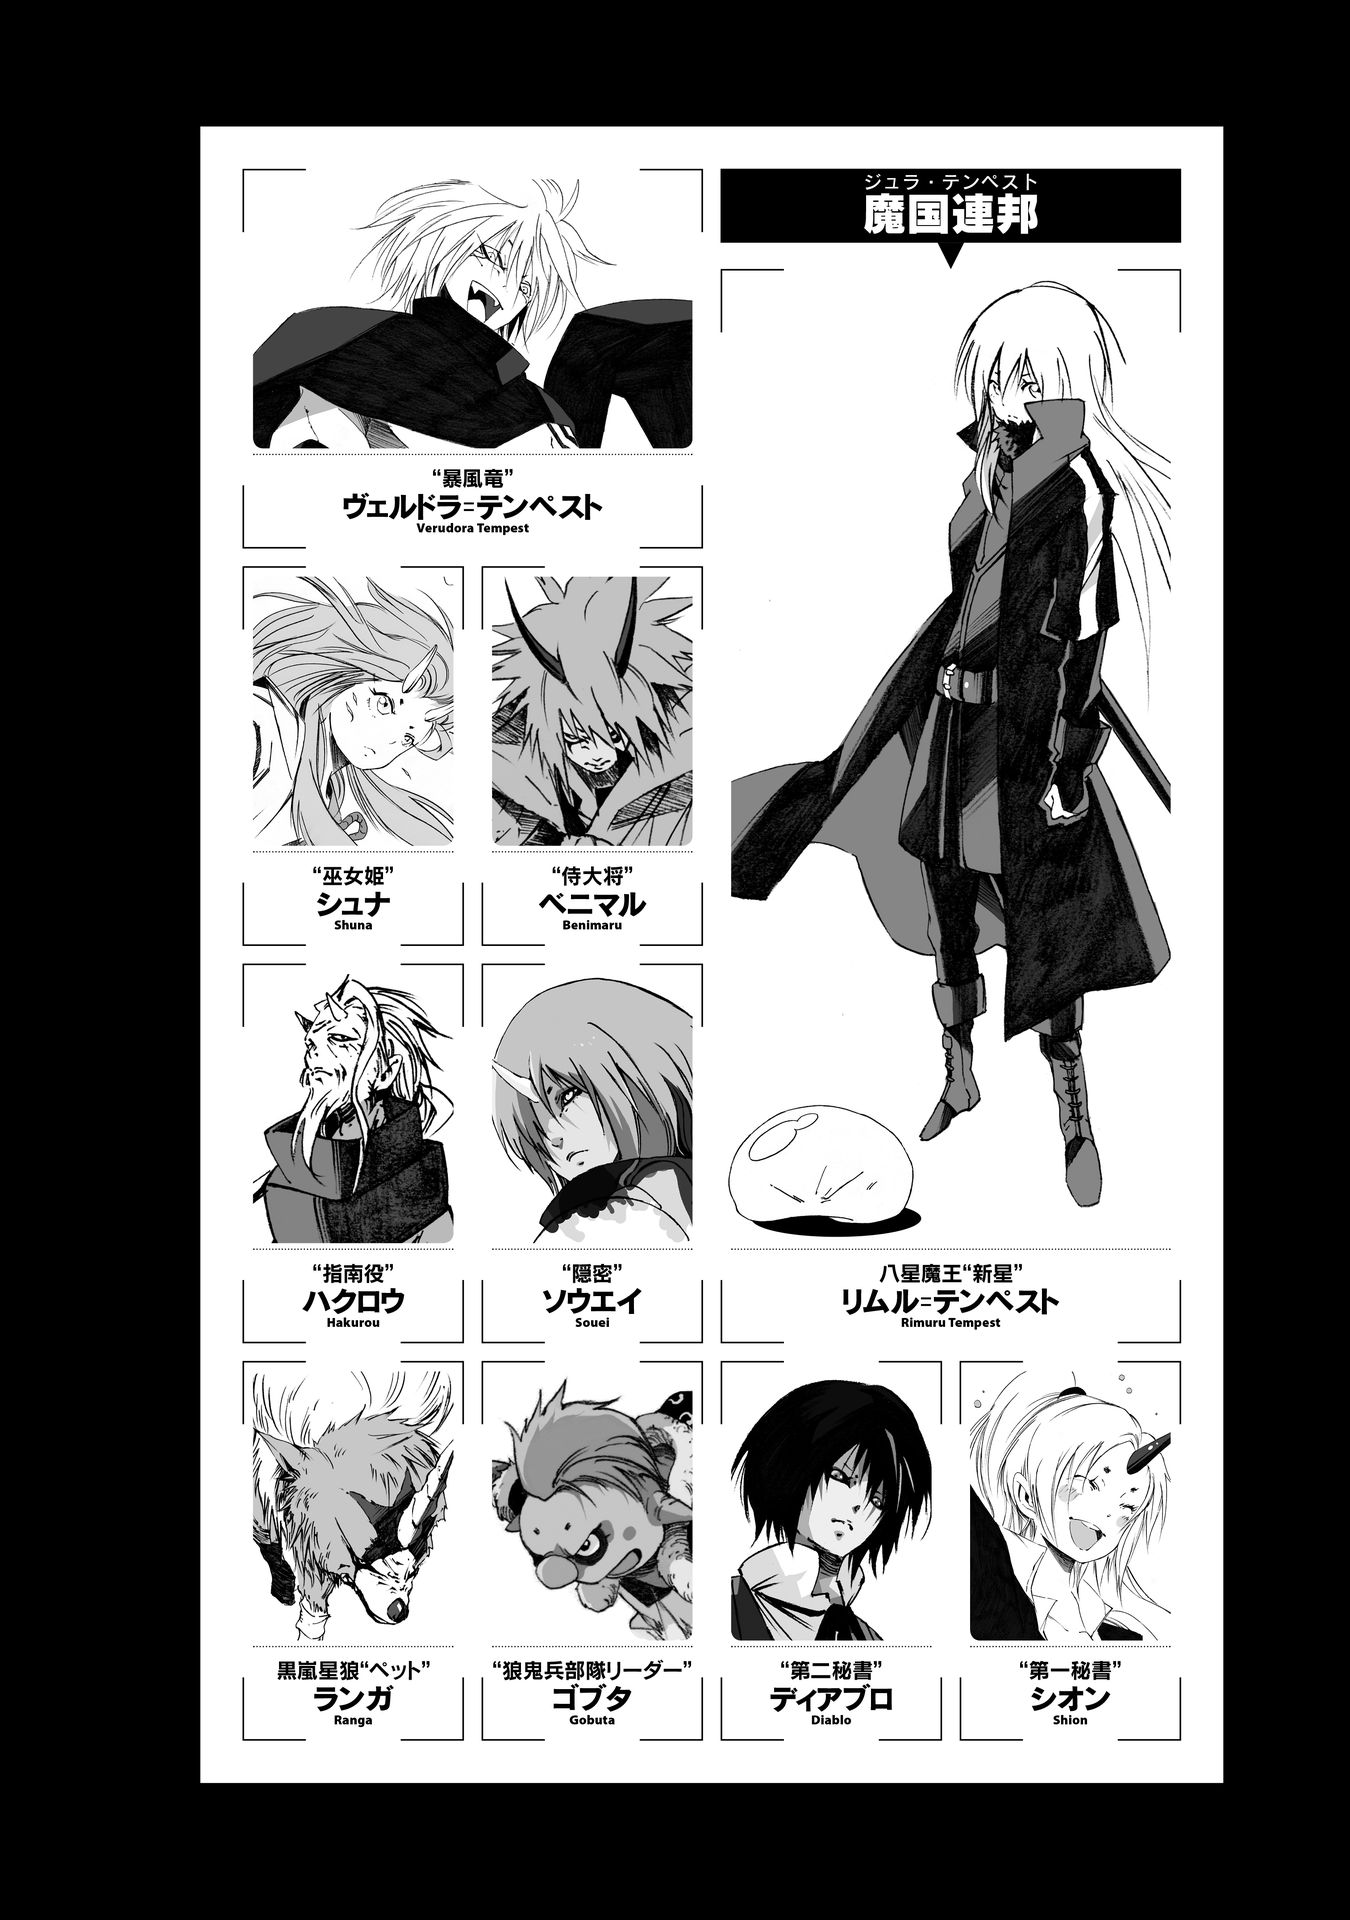 ジュラ・テンペスト
魔国連邦
八星魔王“新星”
リムル=テンペスト
Rimuru Tempest
“暴風竜”
ヴェルドラ=テンペスト
Verudora Tempest
“侍大将”
ベニマル
Benimaru
“巫女姫”
シュナ
Shuna
“隠密”
ソウエイ
Souei
“指南役”
ハクロウ
Hakurou
“第一秘書”
シオン
Shion
“第二秘書”
ディアブロ
Diablo
“狼鬼兵部隊リーダー”
ゴブタ
Gobuta
黒嵐星狼“ペット”
ランガ
Ranga